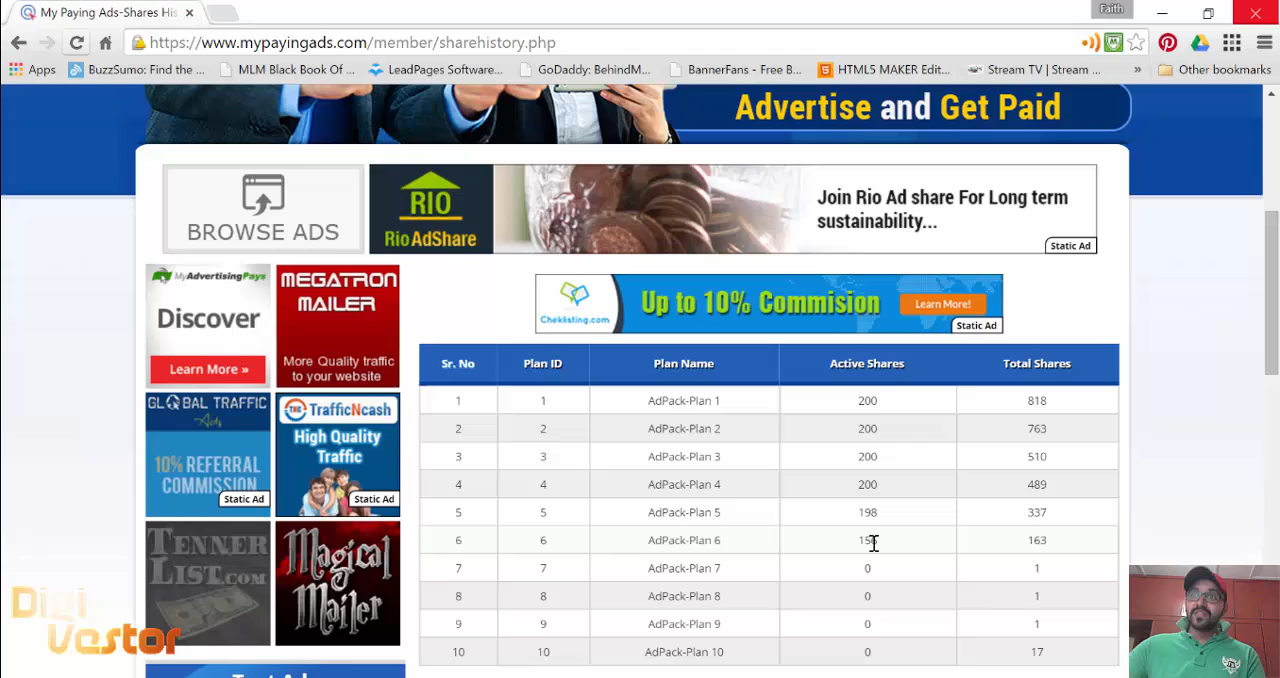 My Paying Ads-Shares His
Faith
https://www.mypayingads.com/member/sharehistory.php
Apps
BuzzSumo: Find the ...
MLM Black Book Of ...
LeadPages Software...
GoDaddy: BehindM...
BannerFans - Free B...
HTML5 MAKER Edit...
Stream TV | Stream ...
»
Other bookmarks
Advertise and Get Paid
BROWSE ADS
RIO
Rio AdShare
Join Rio Ad share For Long term
sustainability...
Static Ad
MyAdvertisingPays
Discover
Learn More »
MEGATRON
MAILER
More Quality traffic
to your website
Cheklisting.com
Up to 10% Commision
Learn More!
Static Ad
GLOBAL TRAFFIC
Ads
10% REFERRAL
COMMISSION
Static Ad
THE TrafficNcash
High Quality
Traffic
Static Ad
TENNER
LIST.COM
Magical
Mailer
Sr. No Plan ID Plan Name Active Shares Total Shares
1 1 AdPack-Plan 1 200 818
2 2 AdPack-Plan 2 200 763
3 3 AdPack-Plan 3 200 510
4 4 AdPack-Plan 4 200 489
5 5 AdPack-Plan 5 198 337
6 6 AdPack-Plan 6 163
7 7 AdPack-Plan 7 0 1
8 8 AdPack-Plan 8 0 1
9 9 AdPack-Plan 9 0 1
10 10 AdPack-Plan 10 0 17
Digi
Vestor